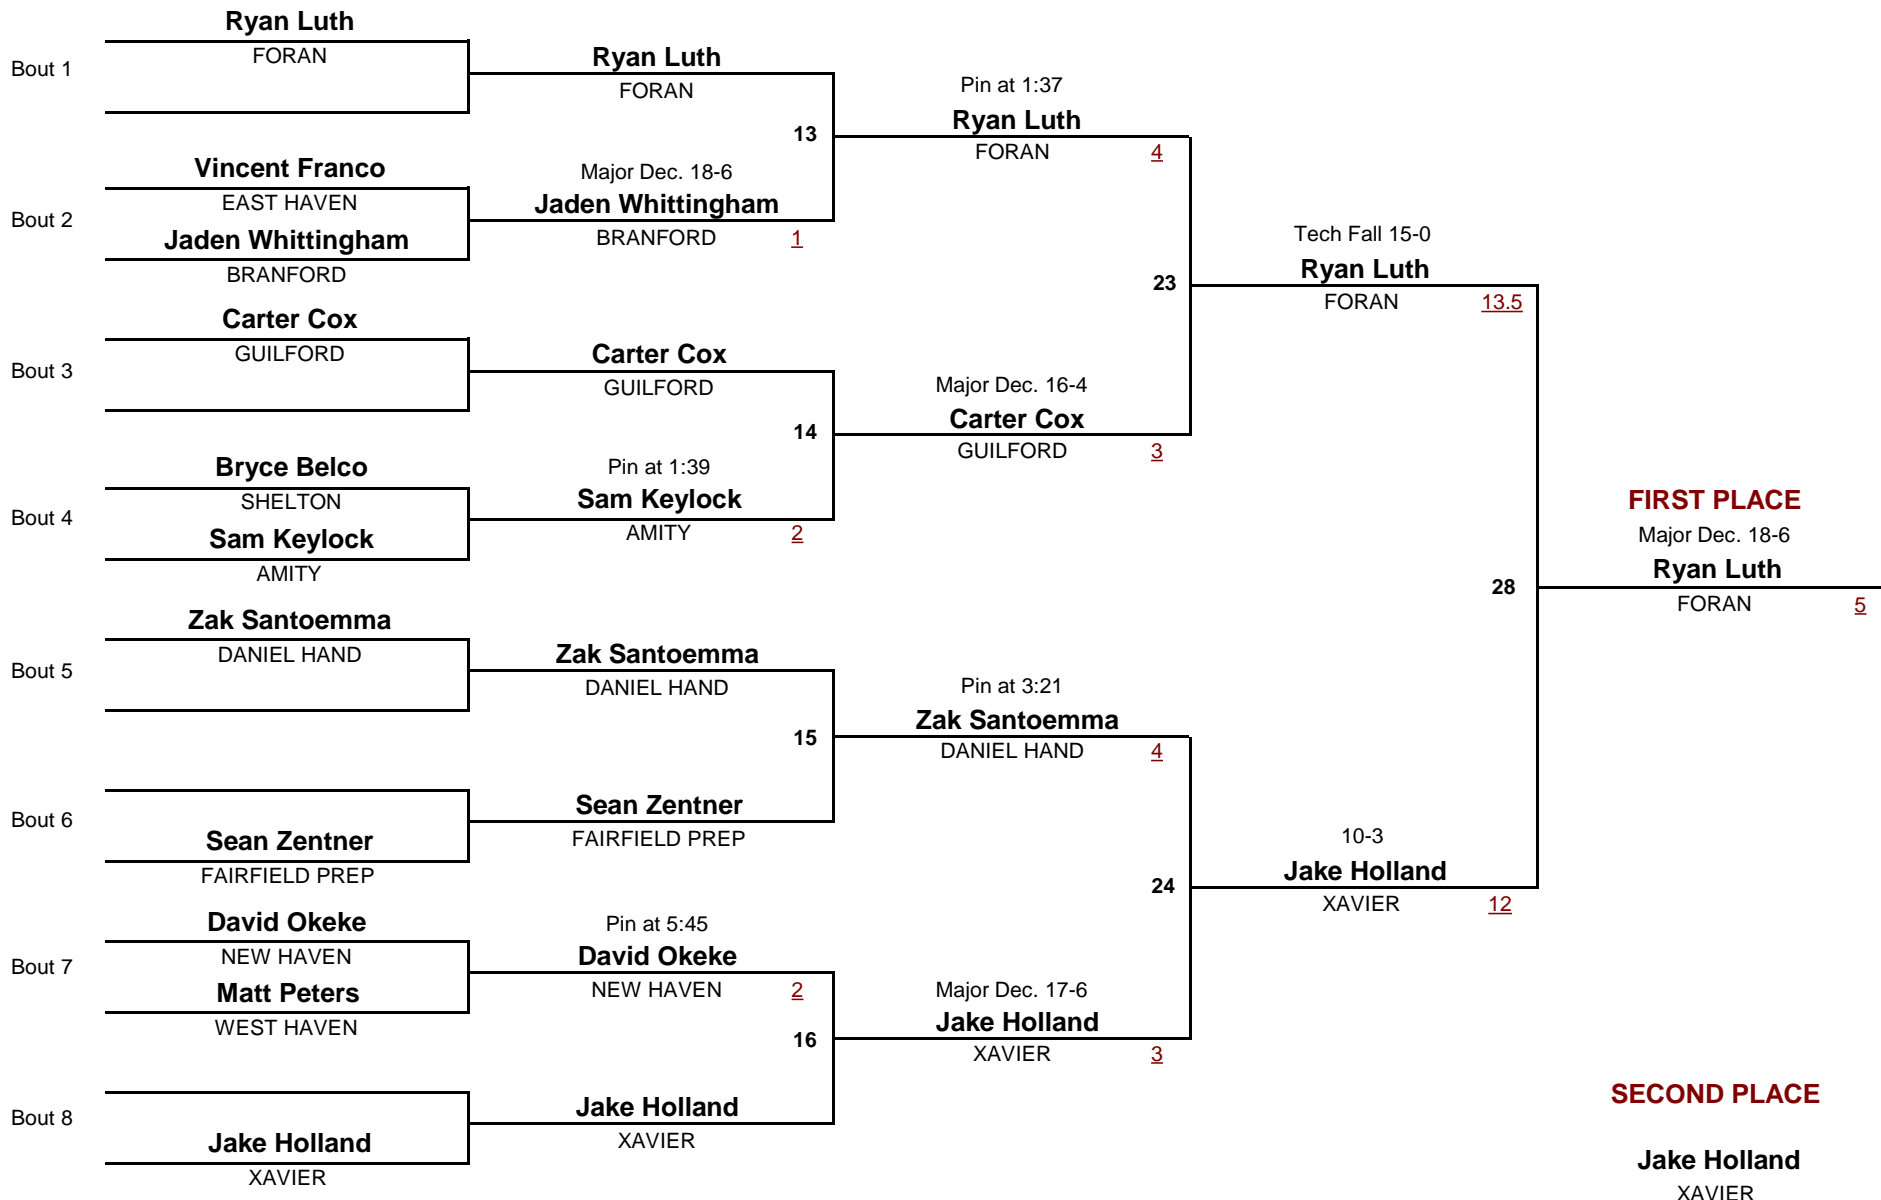 Ryan Luth
FORAN
Bout 1
Vincent Franco
EAST HAVEN
Bout 2
Jaden Whittingham
BRANFORD
Carter Cox
GUILFORD
Bout 3
Bryce Belco
SHELTON
Bout 4
Sam Keylock
AMITY
Zak Santoemma
DANIEL HAND
Bout 5
Bout 6
Sean Zentner
FAIRFIELD PREP
David Okeke
NEW HAVEN
Bout 7
Matt Peters
WEST HAVEN
Bout 8
Jake Holland
XAVIER
Ryan Luth
FORAN
13
Major Dec. 18-6
Jaden Whittingham
BRANFORD 1
Carter Cox
GUILFORD
14
Pin at 1:39
Sam Keylock
AMITY 2
Zak Santoemma
DANIEL HAND
15
Sean Zentner
FAIRFIELD PREP
Pin at 5:45
David Okeke
NEW HAVEN 2
16
Jake Holland
XAVIER
Pin at 1:37
Ryan Luth
FORAN 4
23
Major Dec. 16-4
Carter Cox
GUILFORD 3
Pin at 3:21
Zak Santoemma
DANIEL HAND 4
24
Major Dec. 17-6
Jake Holland
XAVIER 3
Tech Fall 15-0
Ryan Luth
FORAN 13.5
28
10-3
Jake Holland
XAVIER 12
FIRST PLACE
Major Dec. 18-6
Ryan Luth
FORAN 5
SECOND PLACE
Jake Holland
XAVIER